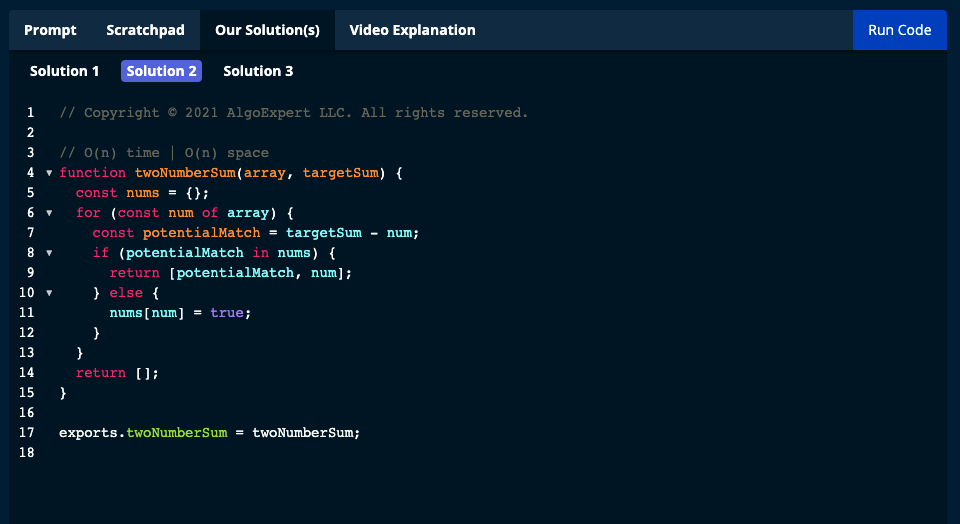 Prompt Scratchpad Our Solution(s) Video Explanation Run Code
Solution 1 Solution 2 Solution 3
1 // Copyright © 2021 AlgoExpert LLC. All rights reserved.
2
3 // O(n) time | O(n) space
4 function twoNumberSum(array, targetSum) {
5 const nums = {};
6 for (const num of array) {
7 const potentialMatch = targetSum - num;
8 if (potentialMatch in nums) {
9 return [potentialMatch, num];
10 } else {
11 nums[num] = true;
12 }
13 }
14 return [];
15 }
16
17 exports.twoNumberSum = twoNumberSum;
18